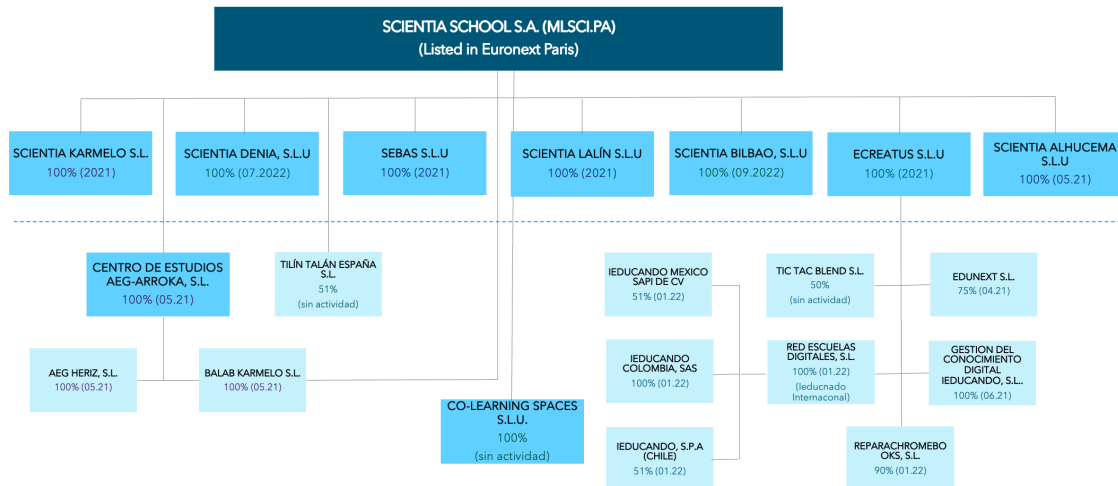 SCIENTIA SCHOOL S.A. (MLSCI.PA)
(Listed in Euronext Paris)
SCIENTIA KARMELO S.L.
100% (2021)
SCIENTIA DENIA, S.L.U
100% (07.2022)
SEBAS S.L.U
100% (2021)
SCIENTIA LALÍN S.L.U
100% (2021)
SCIENTIA BILBAO, S.L.U
100% (09.2022)
ECREATUS S.L.U
100% (2021)
SCIENTIA ALHUCEMA
S.L.U
100% (05.21)
CENTRO DE ESTUDIOS
AEG-ARROKA, S.L.
100% (05.21)
TILÍN TALÁN ESPAÑA
S.L.
51%
(sin actividad)
IEDUCANDO MEXICO
SAPI DE CV
51% (01.22)
TIC TAC BLEND S.L.
50%
(sin actividad)
EDUNEXT S.L.
75% (04.21)
AEG HERIZ, S.L.
100% (05.21)
BALAB KARMELO S.L.
100% (05.21)
IEDUCANDO
COLOMBIA, SAS
100% (01.22)
RED ESCUELAS
DIGITALES, S.L.
100% (01.22)
(Ieducnado
Internaconal)
GESTION DEL
CONOCIMIENTO
DIGITAL
IEDUCANDO, S.L..
100% (06.21)
CO-LEARNING SPACES
S.L.U.
100%
(sin actividad)
IEDUCANDO, S.P.A
(CHILE)
51% (01.22)
REPARACHROMEBO
OKS, S.L.
90% (01.22)